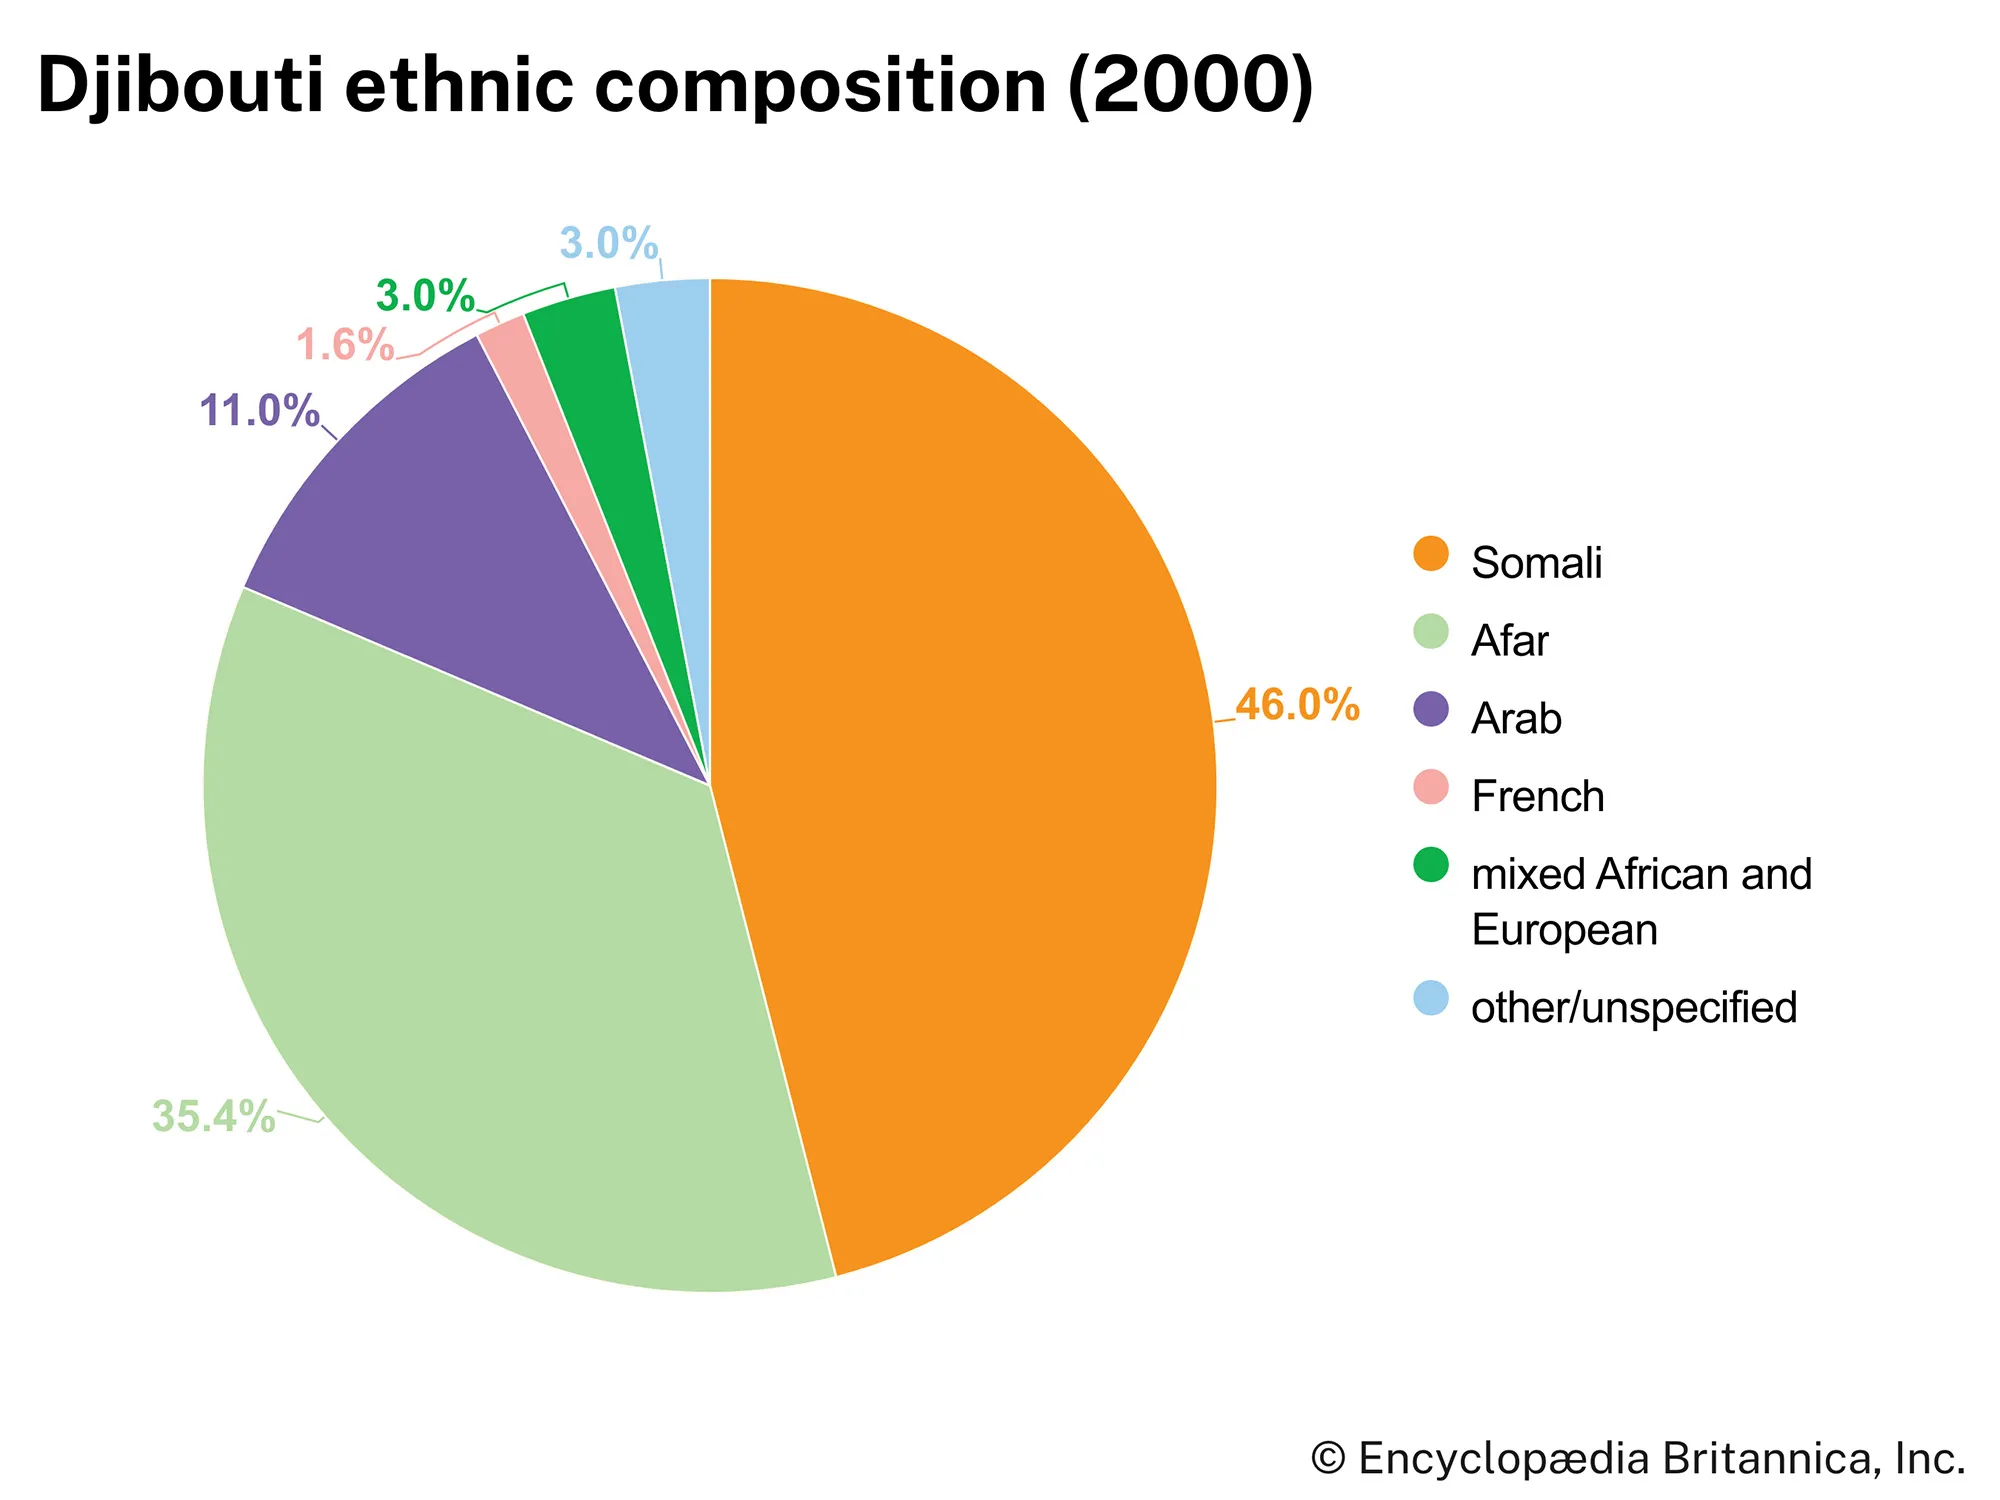 Djibouti ethnic composition (2000)
3.0%
3.0%
1.6%
11.0%
46.0%
35.4%
Somali
Afar
Arab
French
mixed African and
European
other/unspecified
© Encyclopædia Britannica, Inc.